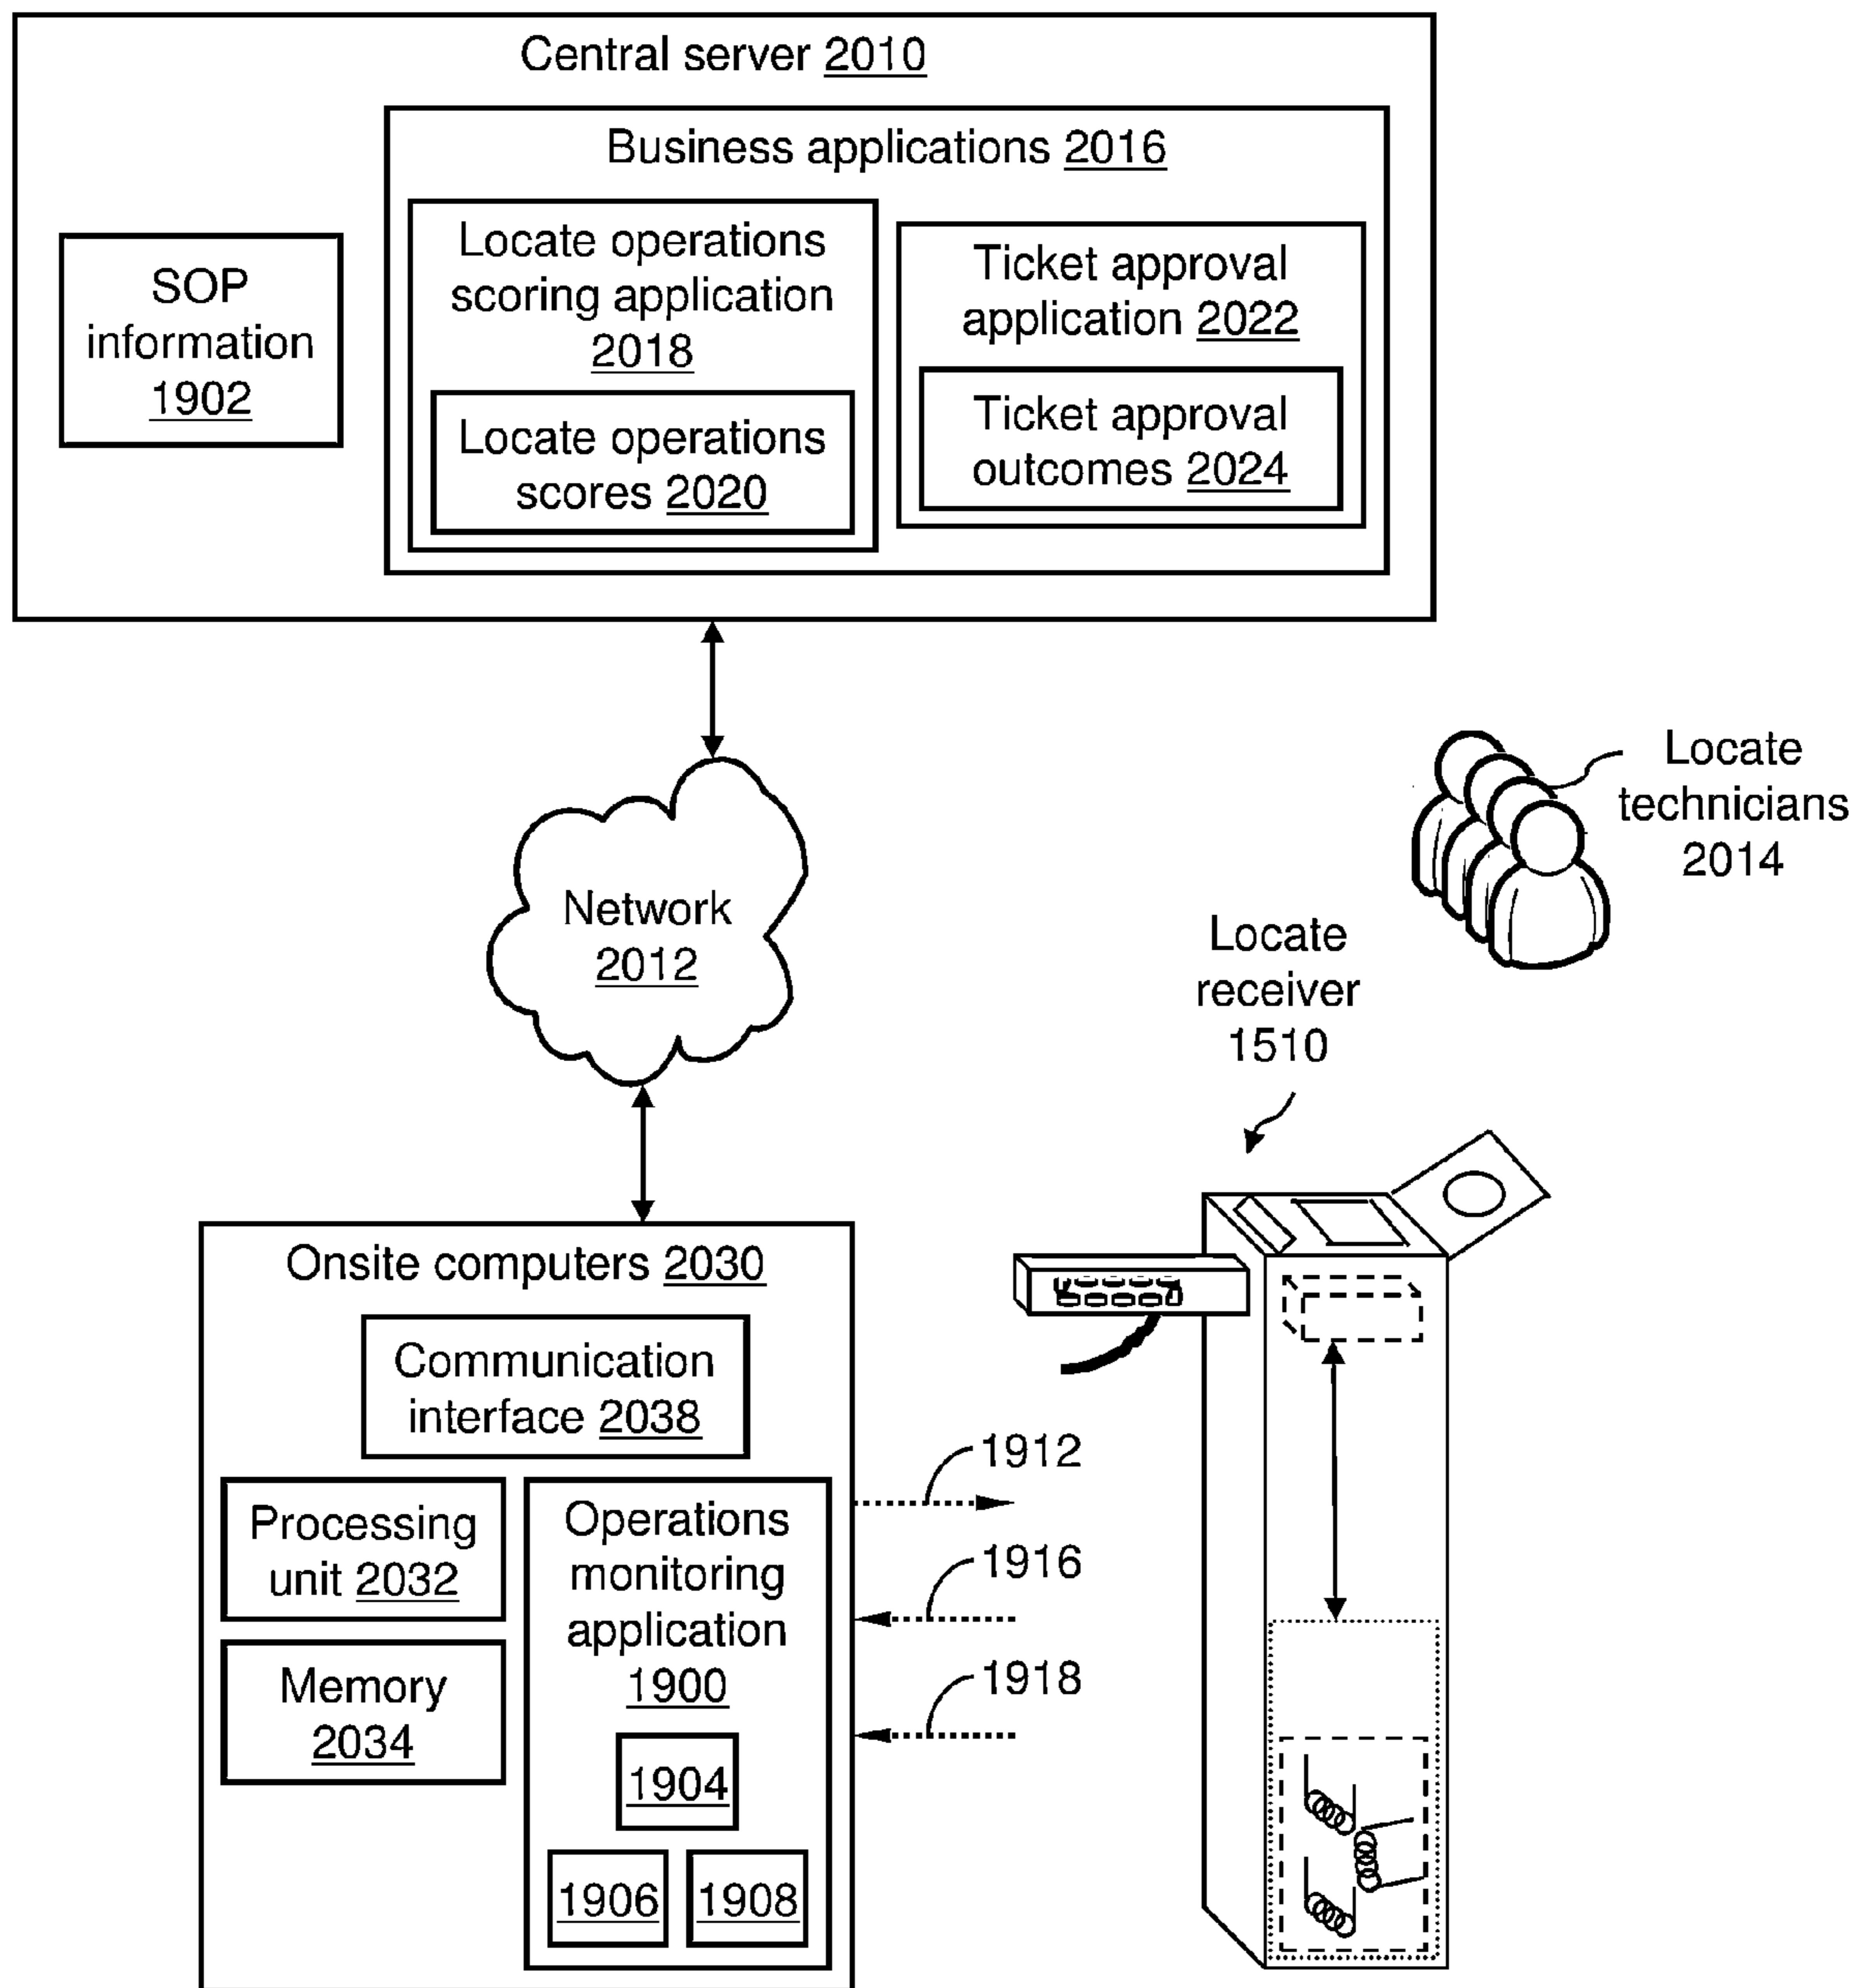 Central server 2010
Business applications 2016
SOP
information
1902
Locate operations
scoring application
2018
Locate operations
scores 2020
Ticket approval
application 2022
Ticket approval
outcomes 2024
Locate
technicians
2014
Network
2012
Locate
receiver
1510
Onsite computers 2030
Communication
interface 2038
Processing
unit 2032
Memory
2034
Operations
monitoring
application
1900
1904
1906
1908
1912
1916
1918